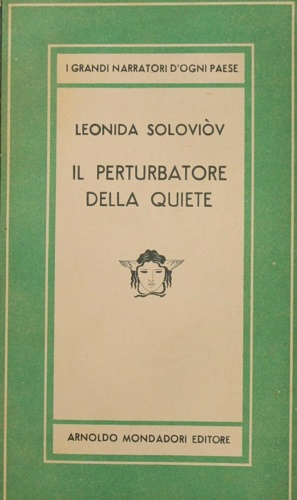 I GRANDI NARRATORI D'OGNI PAESE
LEONIDA SOLOVIÒV
IL PERTURBATORE
DELLA QUIETE
ARNOLDO MONDADORI EDITORE